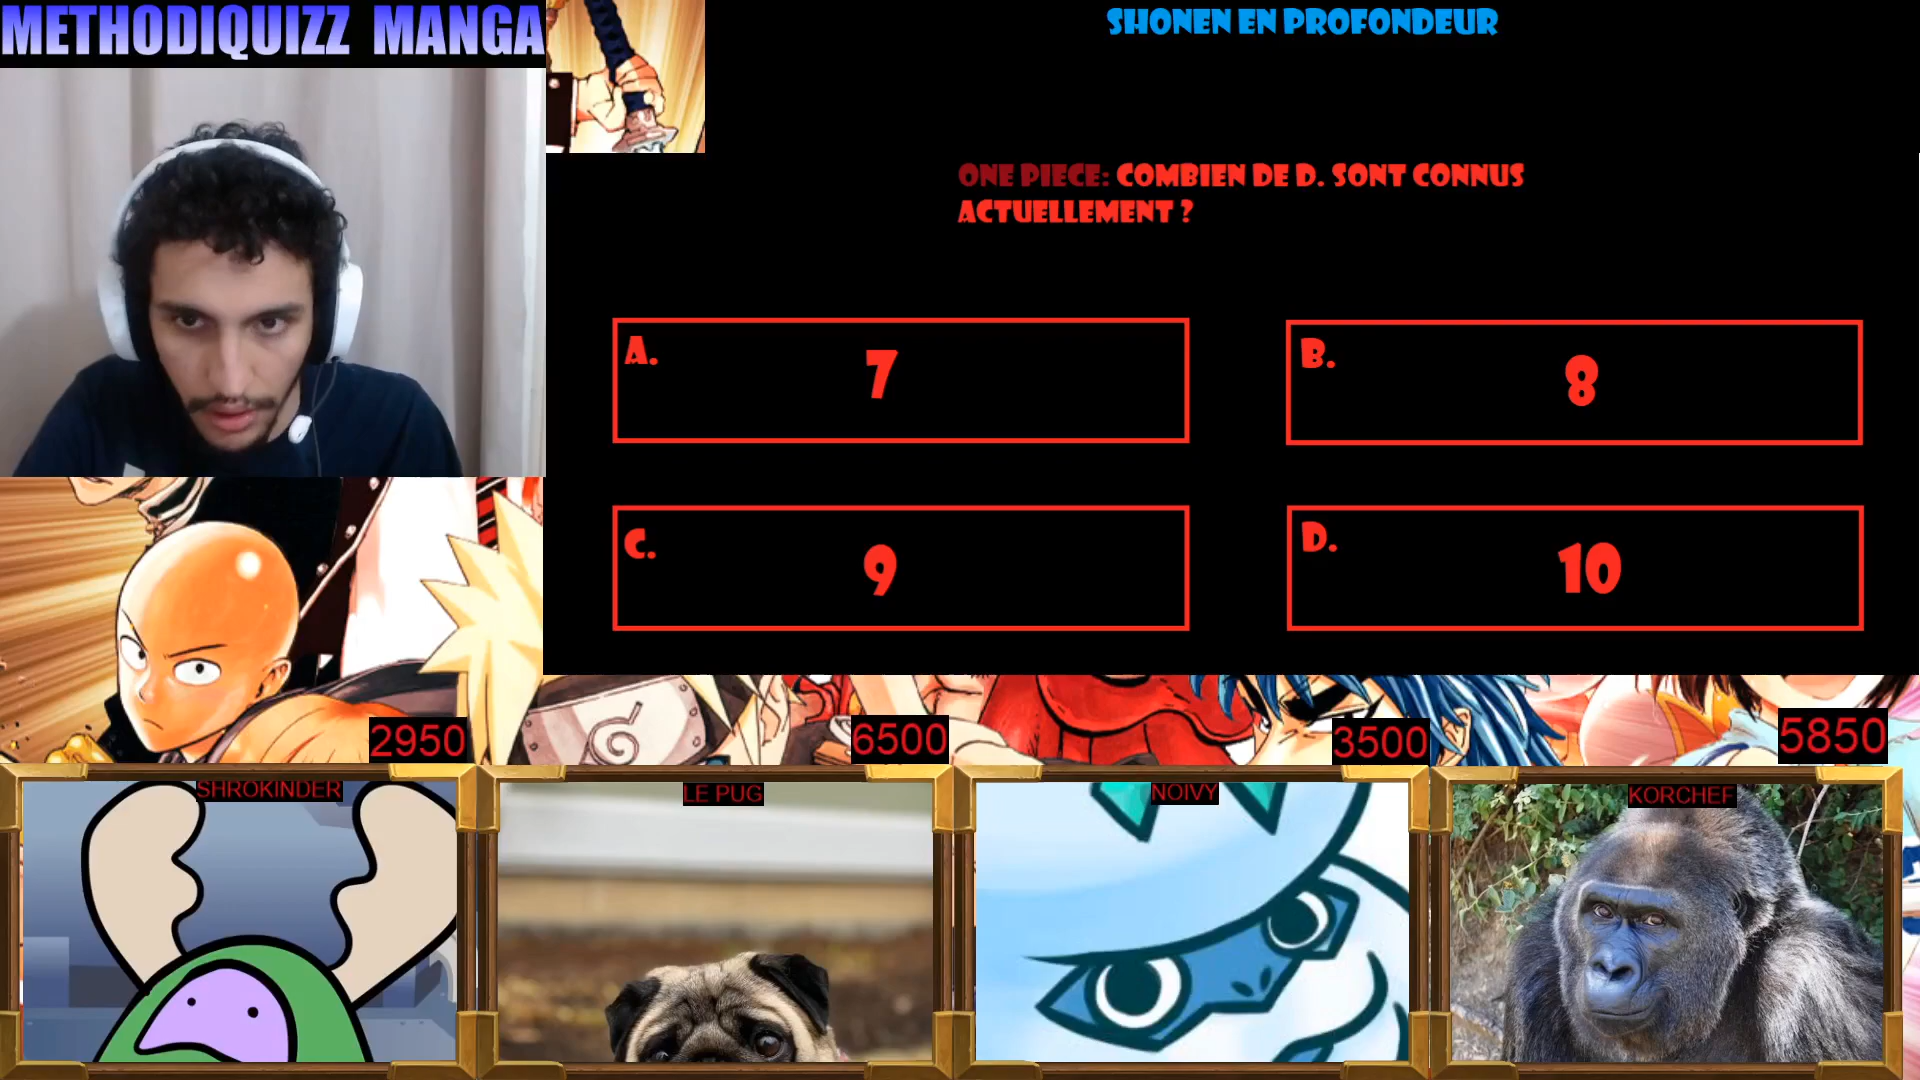 METHODIQUIZZ MANGA
SHONEN EN PROFONDEUR
ONE PIECE: COMBIEN DE D. SONT CONNUS
ACTUELLEMENT ?
A. 7
B. 8
C. 9
D. 10
2950
6500
3500
5850
SHROKINDER
LE PUG
NOIVY
KORCHEF